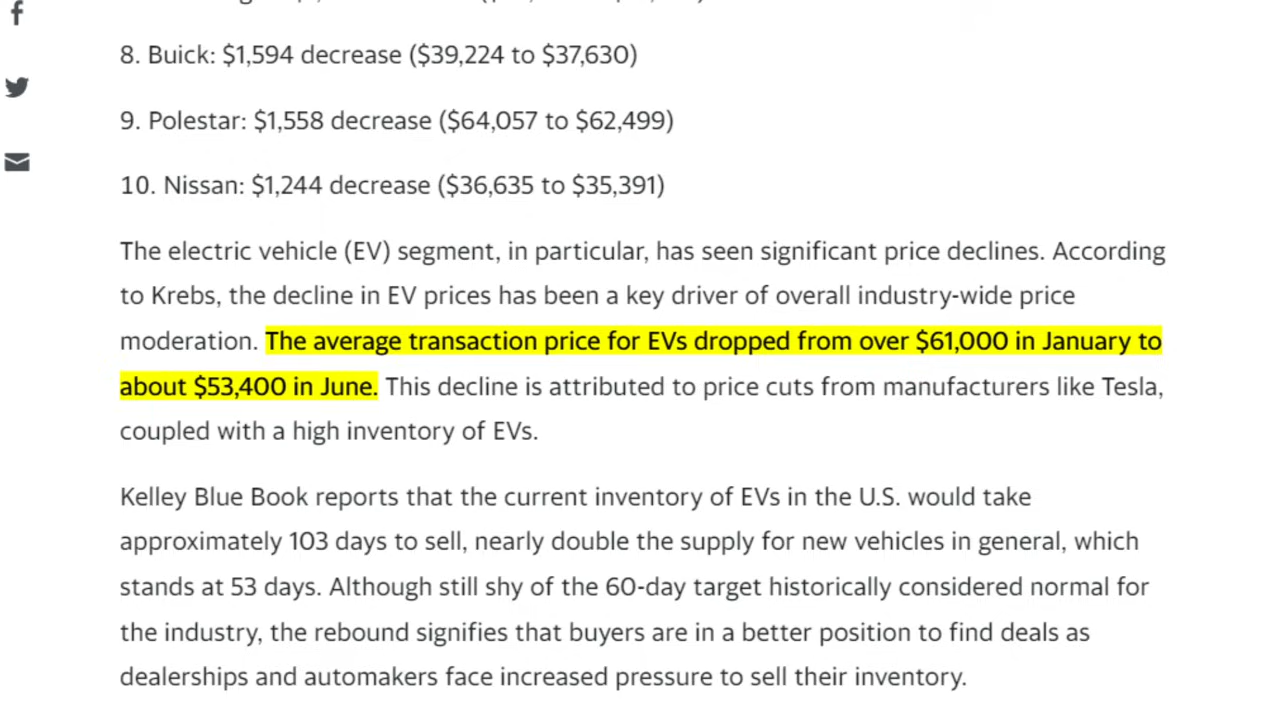 8. Buick: $1,594 decrease ($39,224 to $37,630)
9. Polestar: $1,558 decrease ($64,057 to $62,499)
10. Nissan: $1,244 decrease ($36,635 to $35,391)
The electric vehicle (EV) segment, in particular, has seen significant price declines. According
to Krebs, the decline in EV prices has been a key driver of overall industry-wide price
moderation. The average transaction price for EVs dropped from over $61,000 in January to
about $53,400 in June. This decline is attributed to price cuts from manufacturers like Tesla,
coupled with a high inventory of EVs.
Kelley Blue Book reports that the current inventory of EVs in the U.S. would take
approximately 103 days to sell, nearly double the supply for new vehicles in general, which
stands at 53 days. Although still shy of the 60-day target historically considered normal for
the industry, the rebound signifies that buyers are in a better position to find deals as
dealerships and automakers face increased pressure to sell their inventory.